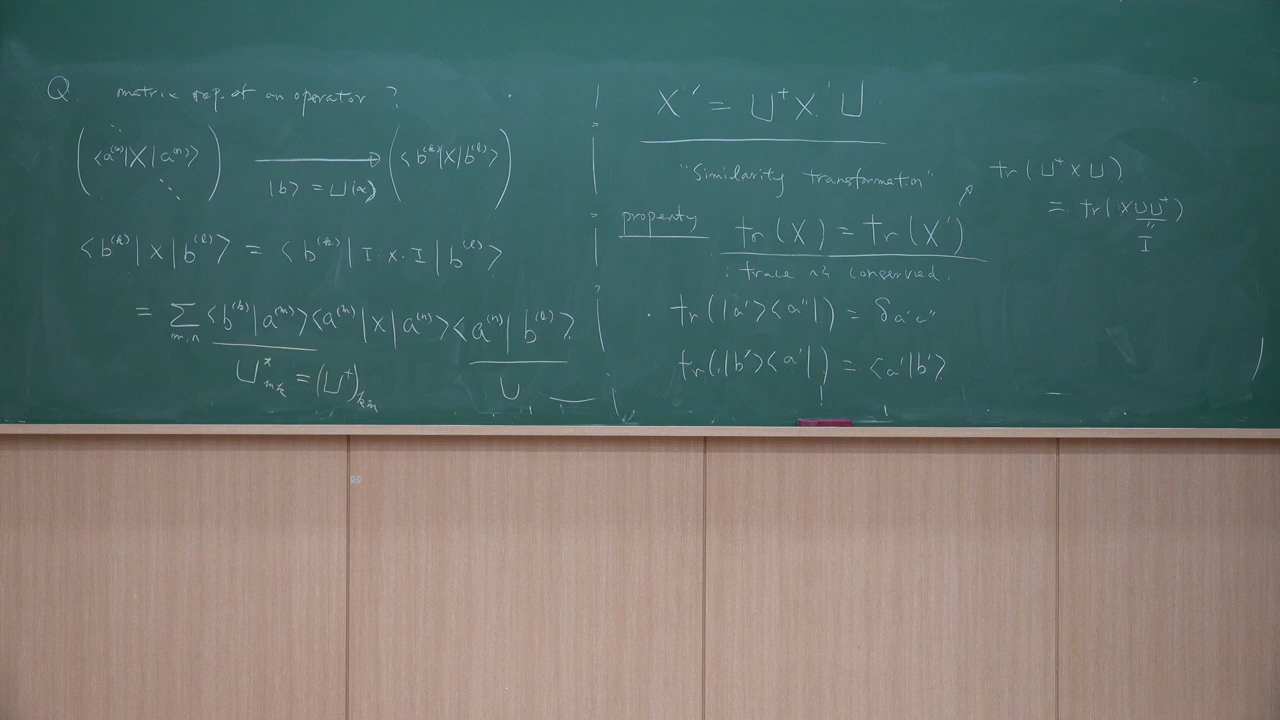 Q. matrix rep. of an operator ?
(⟨a⁽ᵐ⁾|X|a⁽ⁿ⁾⟩) ⟶ (⟨b⁽ᵏ⁾|X|b⁽ˡ⁾⟩)
|b⟩ = U|a⟩
⟨b⁽ᵏ⁾|X|b⁽ˡ⁾⟩ = ⟨b⁽ᵏ⁾|I·X·I|b⁽ˡ⁾⟩
= Σ_{m,n} ⟨b⁽ᵏ⁾|a⁽ᵐ⁾⟩⟨a⁽ᵐ⁾|X|a⁽ⁿ⁾⟩⟨a⁽ⁿ⁾|b⁽ˡ⁾⟩
U*_{mk} = (U†)_{km} U
X' = U† X U
"Similarity transformation"
property tr(X) = tr(X')
: trace is conserved.
· tr(|a'⟩⟨a''|) = δ_{a'a''}
tr(|b'⟩⟨a'|) = ⟨a'|b'⟩
tr(U† X U)
= tr(X U U†)
"
I